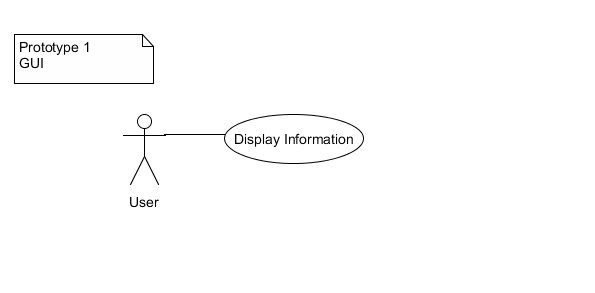 Prototype 1
GUI
Display Information
User